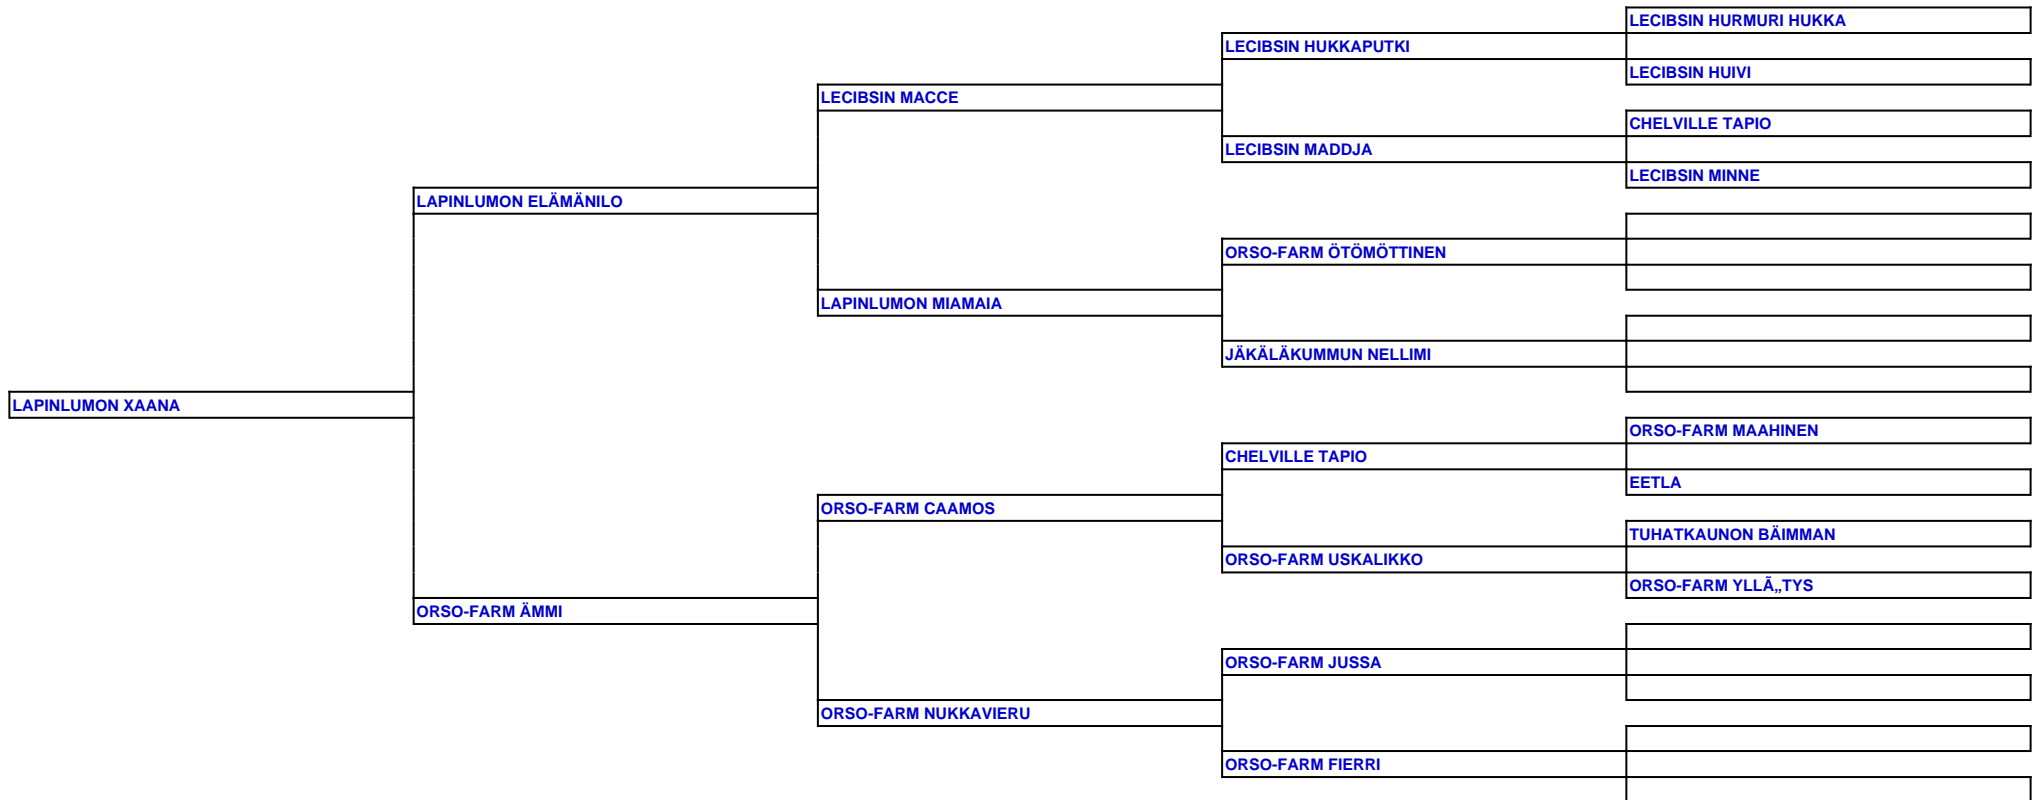 LECIBSIN HURMURI HUKKA
LECIBSIN HUKKAPUTKI
LECIBSIN HUIVI
LECIBSIN MACCE
CHELVILLE TAPIO
LECIBSIN MADDJA
LECIBSIN MINNE
LAPINLUMON ELÄMÄNILO
ORSO-FARM ÖTÖMÖTTINEN
LAPINLUMON MIAMAIA
JÄKÄLÄKUMMUN NELLIMI
LAPINLUMON XAANA
ORSO-FARM MAAHINEN
CHELVILLE TAPIO
EETLA
ORSO-FARM CAAMOS
TUHATKAUNON BÄIMMAN
ORSO-FARM USKALIKKO
ORSO-FARM YLLÃ„TYS
ORSO-FARM ÄMMI
ORSO-FARM JUSSA
ORSO-FARM NUKKAVIERU
ORSO-FARM FIERRI